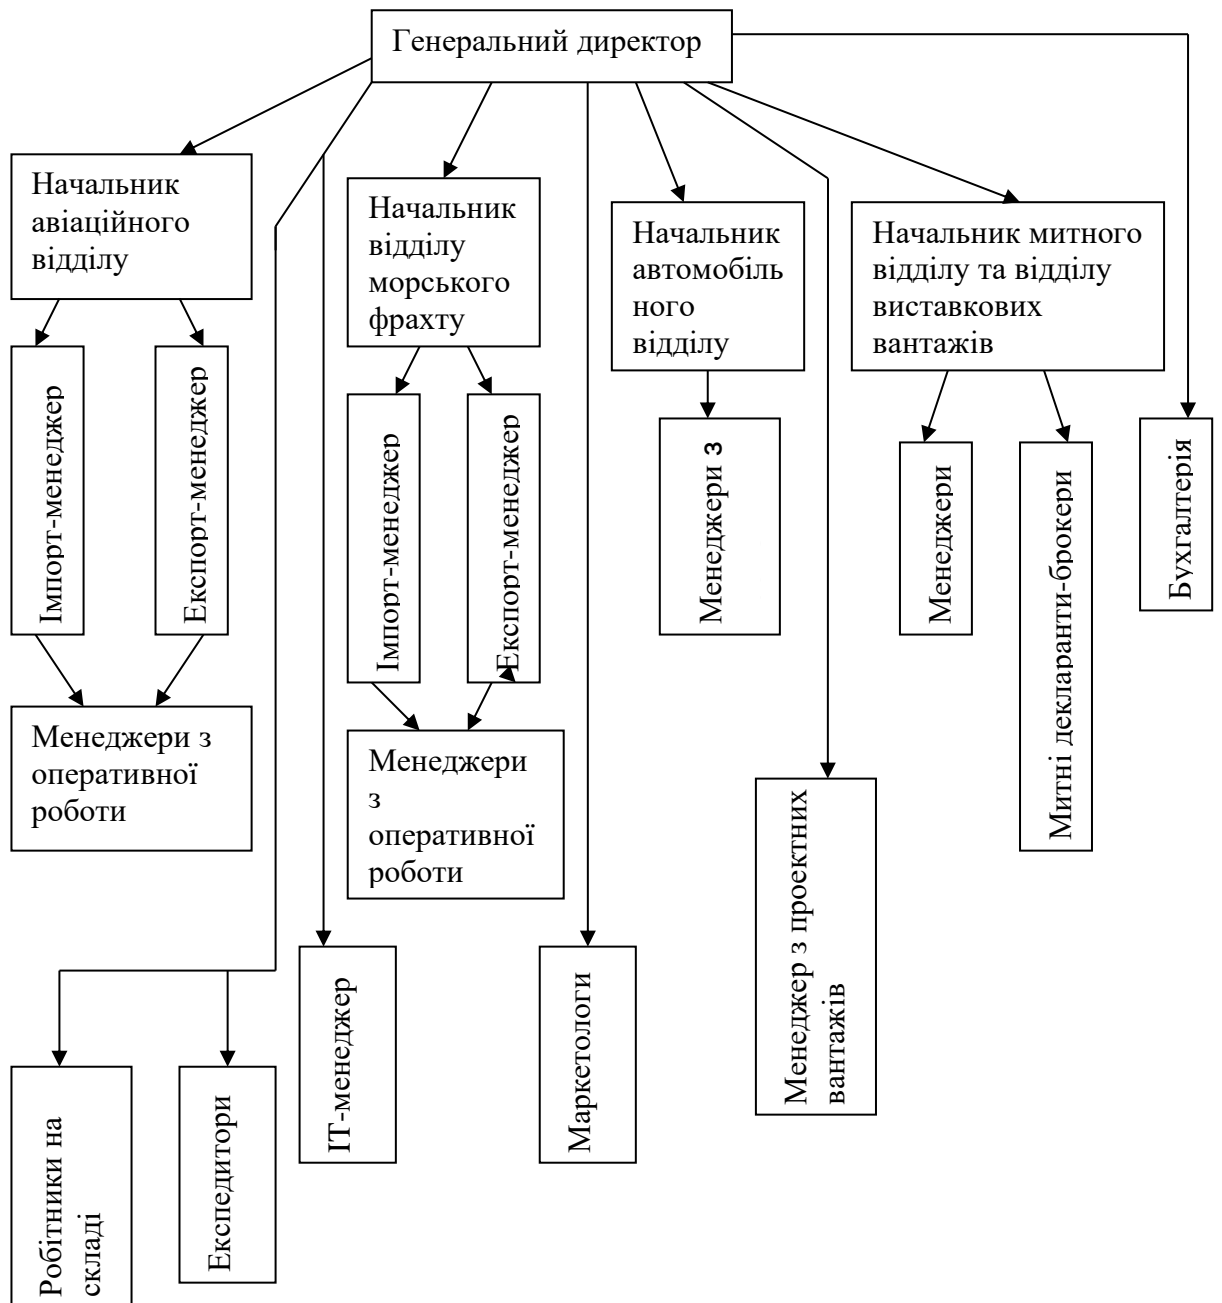 Генеральний директор
Начальник
авіаційного
відділу
Начальник
відділу
морського
фрахту
Начальник
автомобіль
ного
відділу
Начальник митного
відділу та відділу
виставкових
вантажів
Імпорт-менеджер
Експорт-менеджер
Імпорт-менеджер
Експорт-менеджер
Менеджери з
Менеджери
Митні декларанти-брокери
Бухгалтерія
Менеджери з
оперативної
роботи
Менеджери
з
оперативної
роботи
Менеджер з проектних
вантажів
ІТ-менеджер
Маркетологи
Робітники на
складі
Експедитори